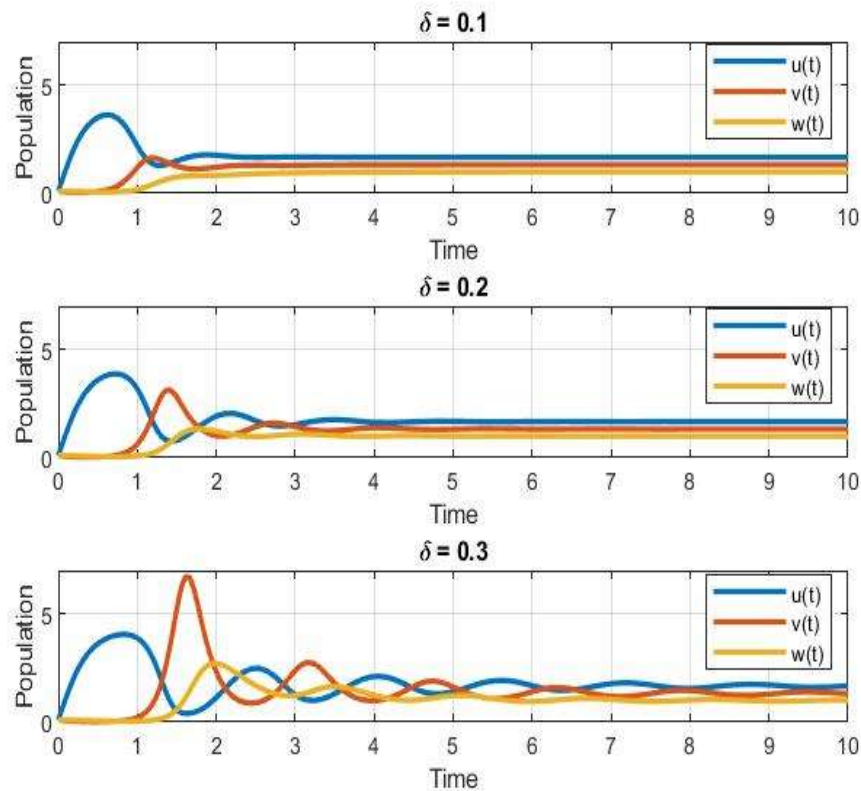 δ = 0.1
Population
5
0
u(t)
v(t)
w(t)
0 1 2 3 4 5 6 7 8 9 10
Time
δ = 0.2
Population
5
0
u(t)
v(t)
w(t)
0 1 2 3 4 5 6 7 8 9 10
Time
δ = 0.3
Population
5
0
u(t)
v(t)
w(t)
0 1 2 3 4 5 6 7 8 9 10
Time